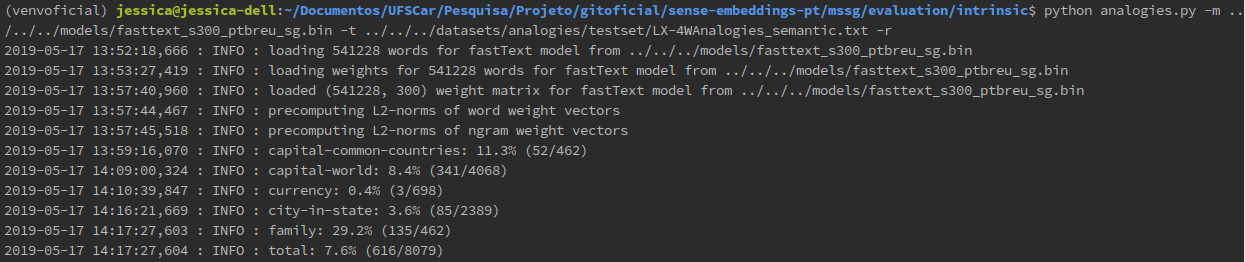 (venvoficial) jessica@jessica-dell:~/Documentos/UFSCar/Pesquisa/Projeto/gitoficial/sense-embeddings-pt/mssg/evaluation/intrinsic$ python analogies.py -m ..
/../../models/fasttext_s300_ptbreu_sg.bin -t ../../../datasets/analogies/testset/LX-4WAnalogies_semantic.txt -r
2019-05-17 13:52:18,666 : INFO : loading 541228 words for fastText model from ../../../models/fasttext_s300_ptbreu_sg.bin
2019-05-17 13:53:27,419 : INFO : loading weights for 541228 words for fastText model from ../../../models/fasttext_s300_ptbreu_sg.bin
2019-05-17 13:57:40,960 : INFO : loaded (541228, 300) weight matrix for fastText model from ../../../models/fasttext_s300_ptbreu_sg.bin
2019-05-17 13:57:44,467 : INFO : precomputing L2-norms of word weight vectors
2019-05-17 13:57:45,518 : INFO : precomputing L2-norms of ngram weight vectors
2019-05-17 13:59:16,070 : INFO : capital-common-countries: 11.3% (52/462)
2019-05-17 14:09:00,324 : INFO : capital-world: 8.4% (341/4068)
2019-05-17 14:10:39,847 : INFO : currency: 0.4% (3/698)
2019-05-17 14:16:21,669 : INFO : city-in-state: 3.6% (85/2389)
2019-05-17 14:17:27,603 : INFO : family: 29.2% (135/462)
2019-05-17 14:17:27,604 : INFO : total: 7.6% (616/8079)